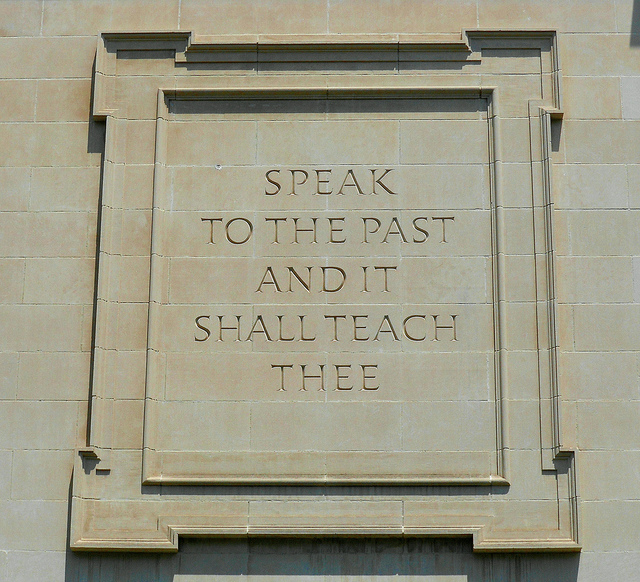 SPEAK
TO THE PAST
AND IT
SHALL TEACH
THEE